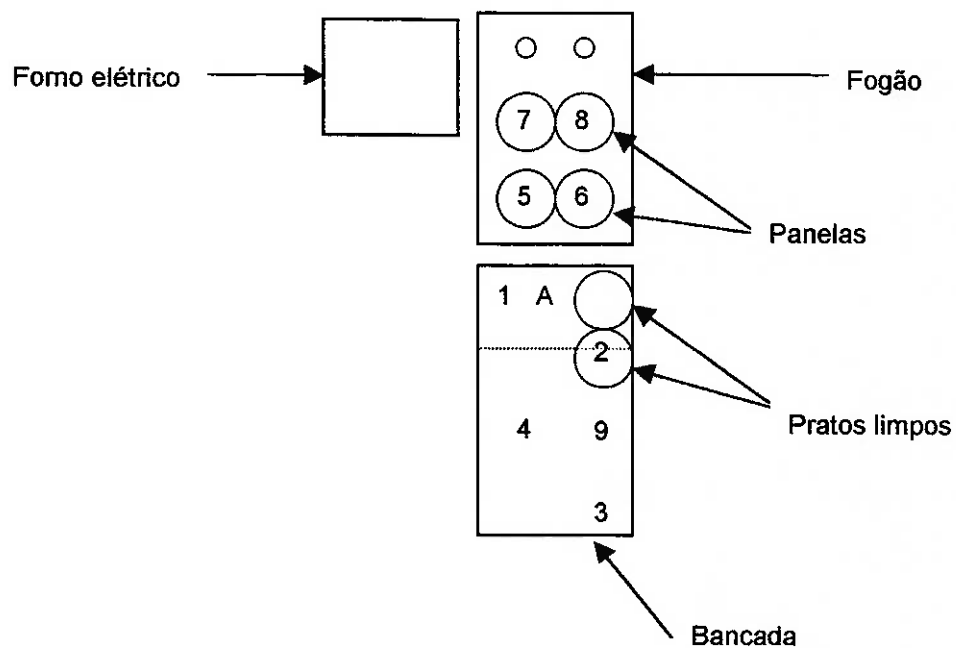 Forno elétrico
Fogão
7 8
5 6
Panelas
1 A
2
Pratos limpos
4 9
3
Bancada